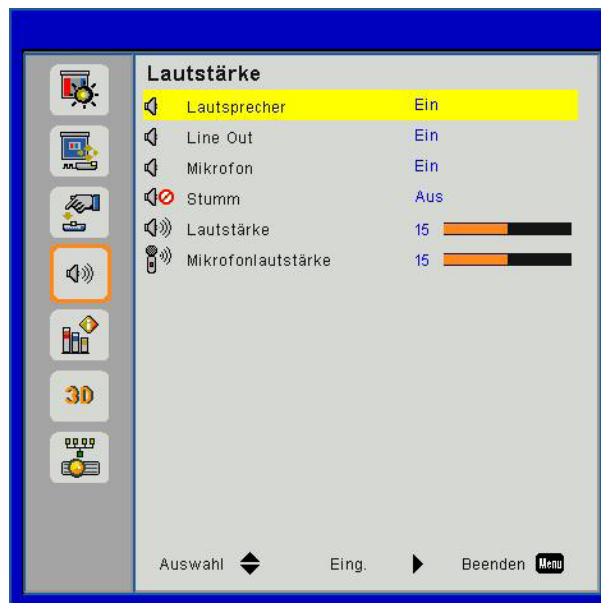 Lautstärke
Lautsprecher Ein
Line Out Ein
Mikrofon Ein
Stumm Aus
Lautstärke 15
Mikrofonlautstärke 15
3D
Auswahl Eing. Beenden Menu